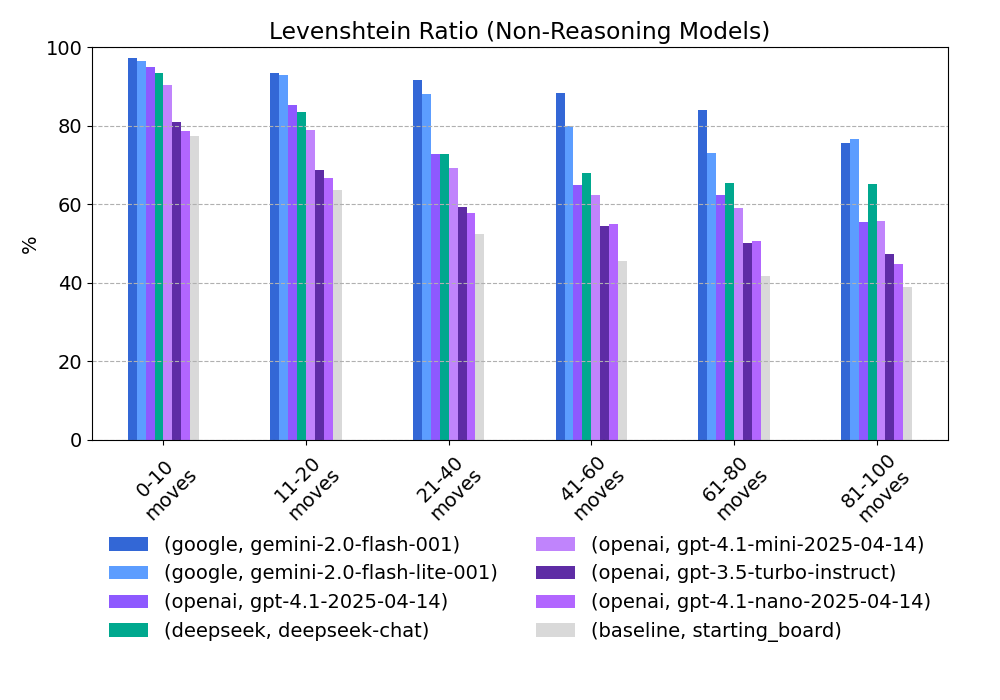 Levenshtein Ratio (Non-Reasoning Models)
100
80
60
40
20
0
%
0-10
moves
11-20
moves
21-40
moves
41-60
moves
61-80
moves
81-100
moves
(google, gemini-2.0-flash-001)
(google, gemini-2.0-flash-lite-001)
(openai, gpt-4.1-2025-04-14)
(deepseek, deepseek-chat)
(openai, gpt-4.1-mini-2025-04-14)
(openai, gpt-3.5-turbo-instruct)
(openai, gpt-4.1-nano-2025-04-14)
(baseline, starting_board)